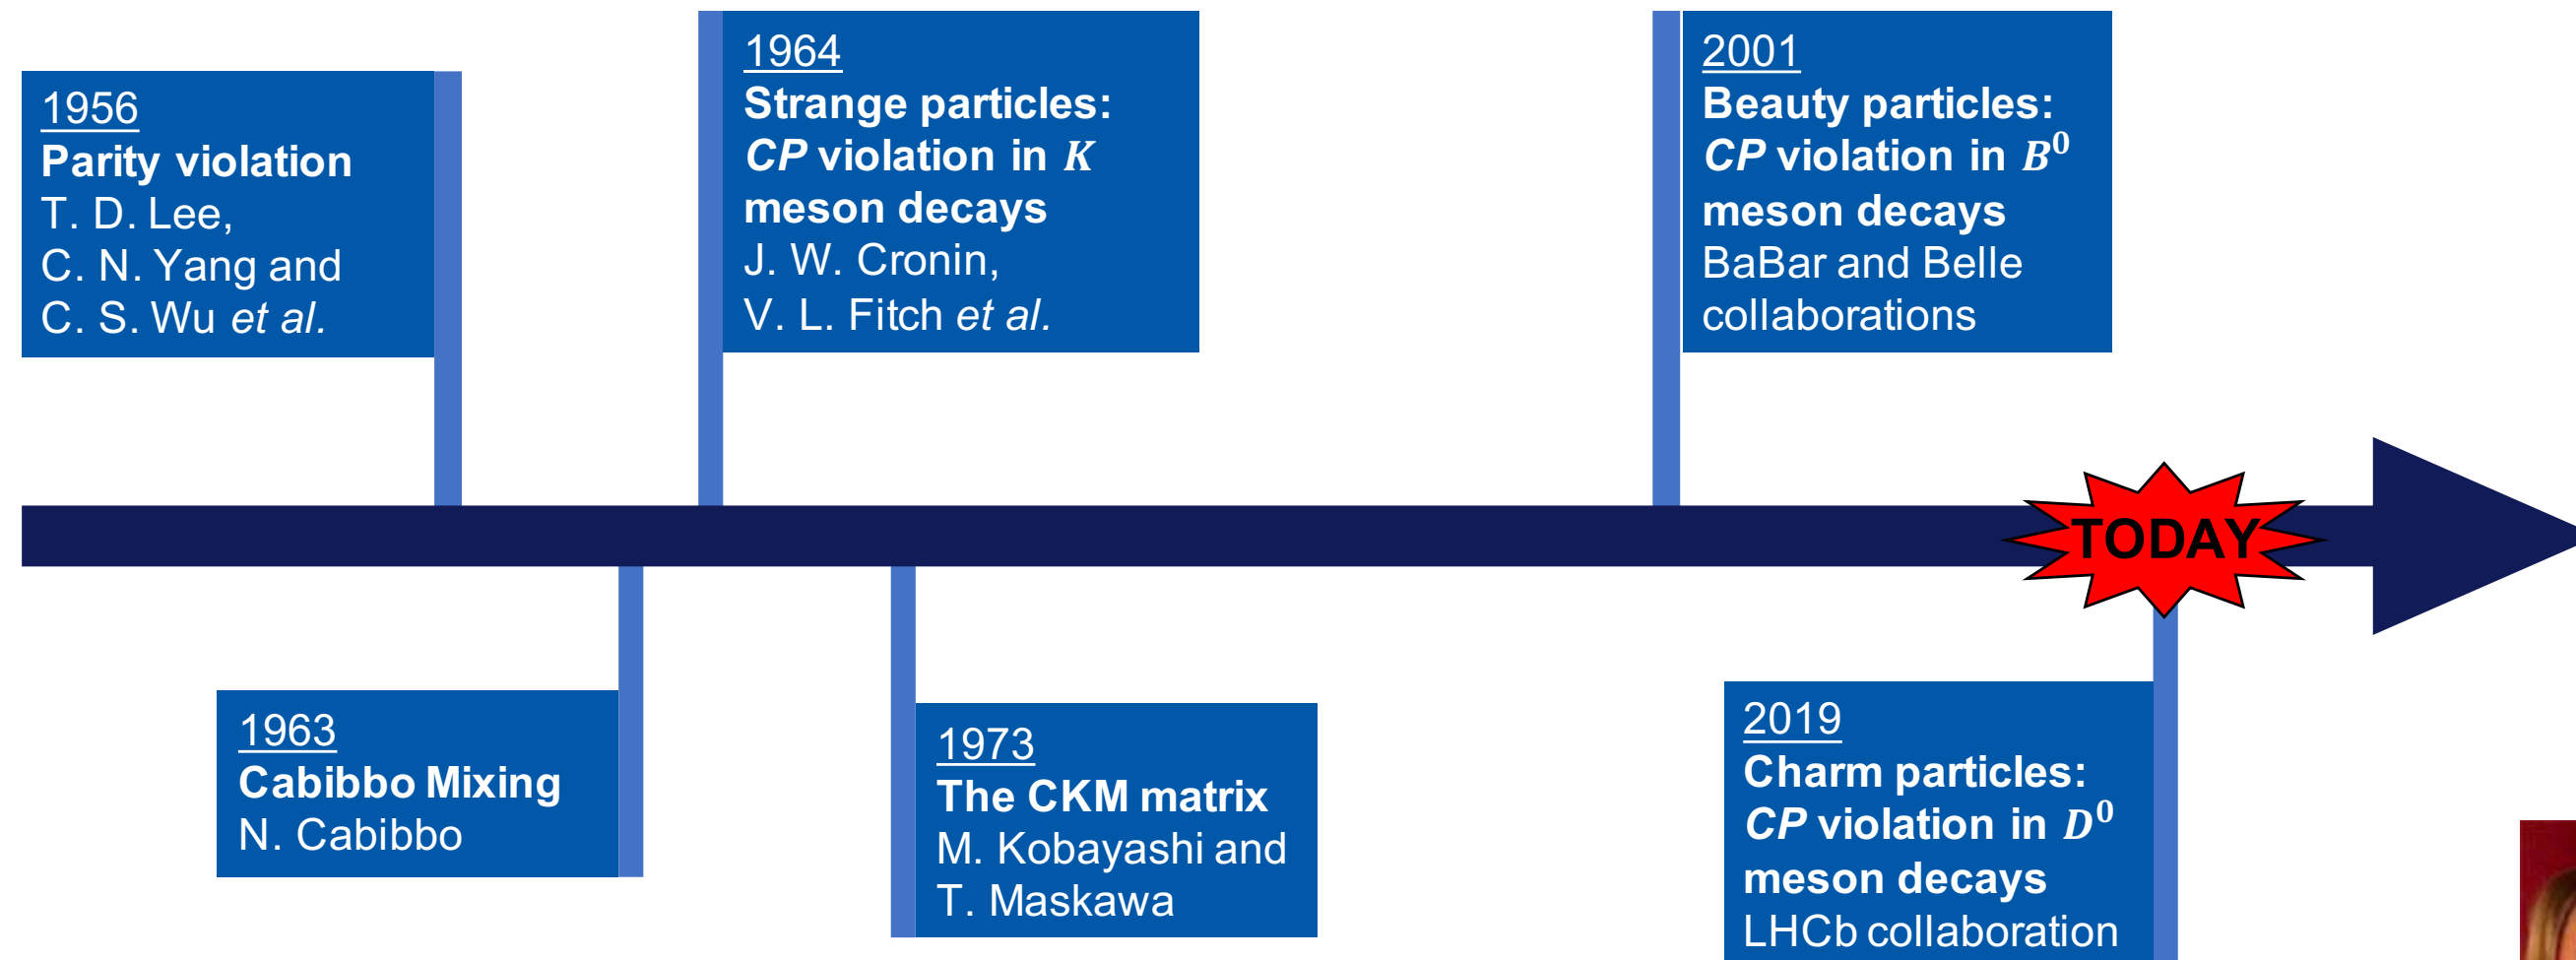 1956
Parity violation
T. D. Lee,
C. N. Yang and
C. S. Wu et al.
1964
Strange particles:
CP violation in K
meson decays
J. W. Cronin,
V. L. Fitch et al.
2001
Beauty particles:
CP violation in B⁰
meson decays
BaBar and Belle
collaborations
TODAY
1963
Cabibbo Mixing
N. Cabibbo
1973
The CKM matrix
M. Kobayashi and
T. Maskawa
2019
Charm particles:
CP violation in D⁰
meson decays
LHCb collaboration